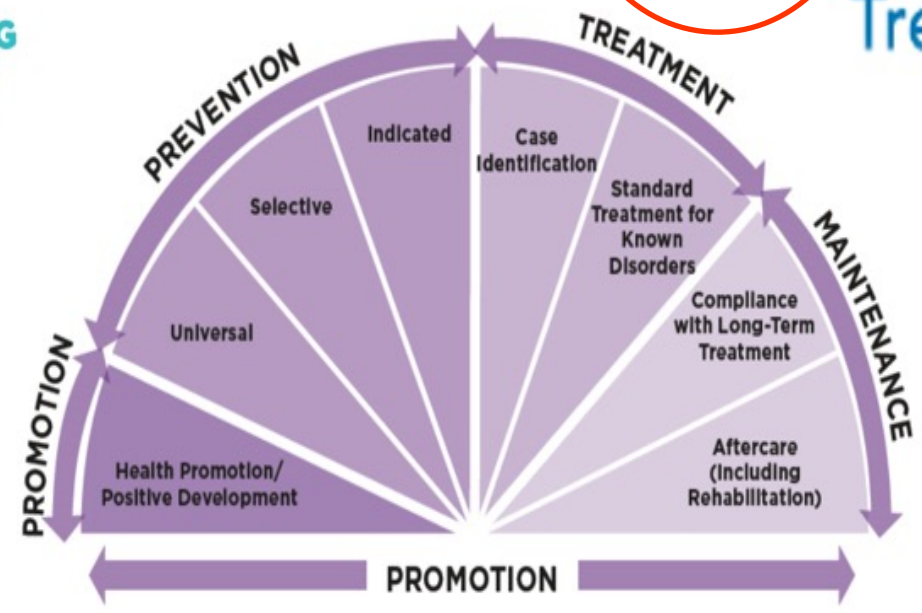 G
Tre
PROMOTION
PREVENTION
TREATMENT
MAINTENANCE
Health Promotion/
Positive Development
Universal
Selective
Indicated
Case
Identification
Standard
Treatment for
Known
Disorders
Compliance
with Long-Term
Treatment
Aftercare
(Including
Rehabilitation)
PROMOTION